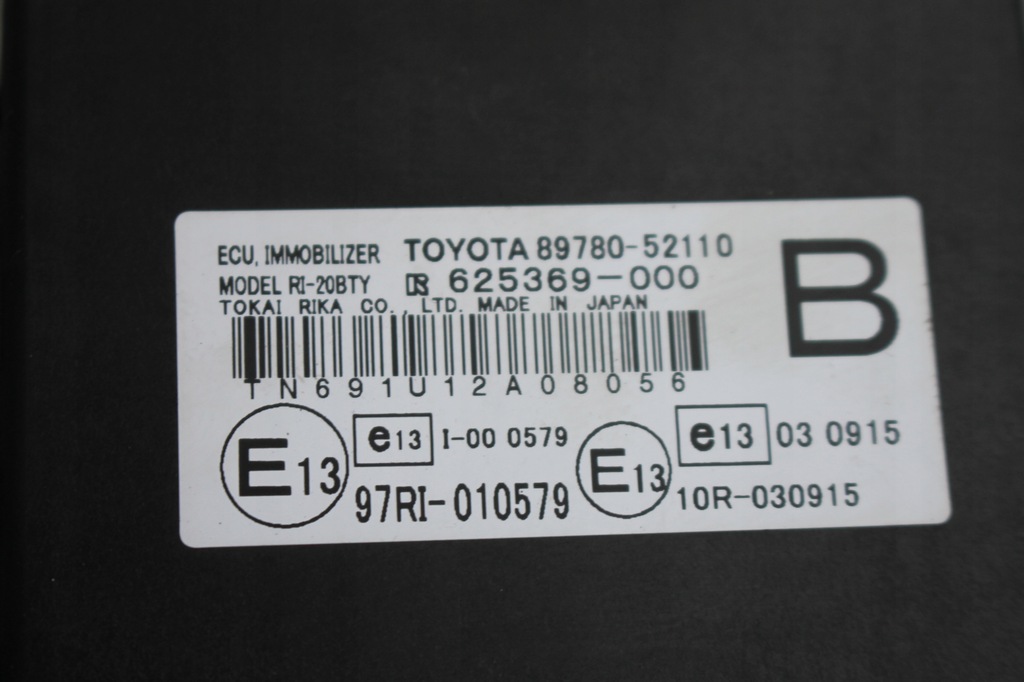 ECU, IMMOBILIZER TOYOTA 89780-52110
MODEL RI-20BTY 625369-000
TOKAI RIKA CO., LTD. MADE IN JAPAN
B
TN691U12A08056
E13
e13 I-00 0579
97RI-010579
E13
e13 03 0915
10R-030915